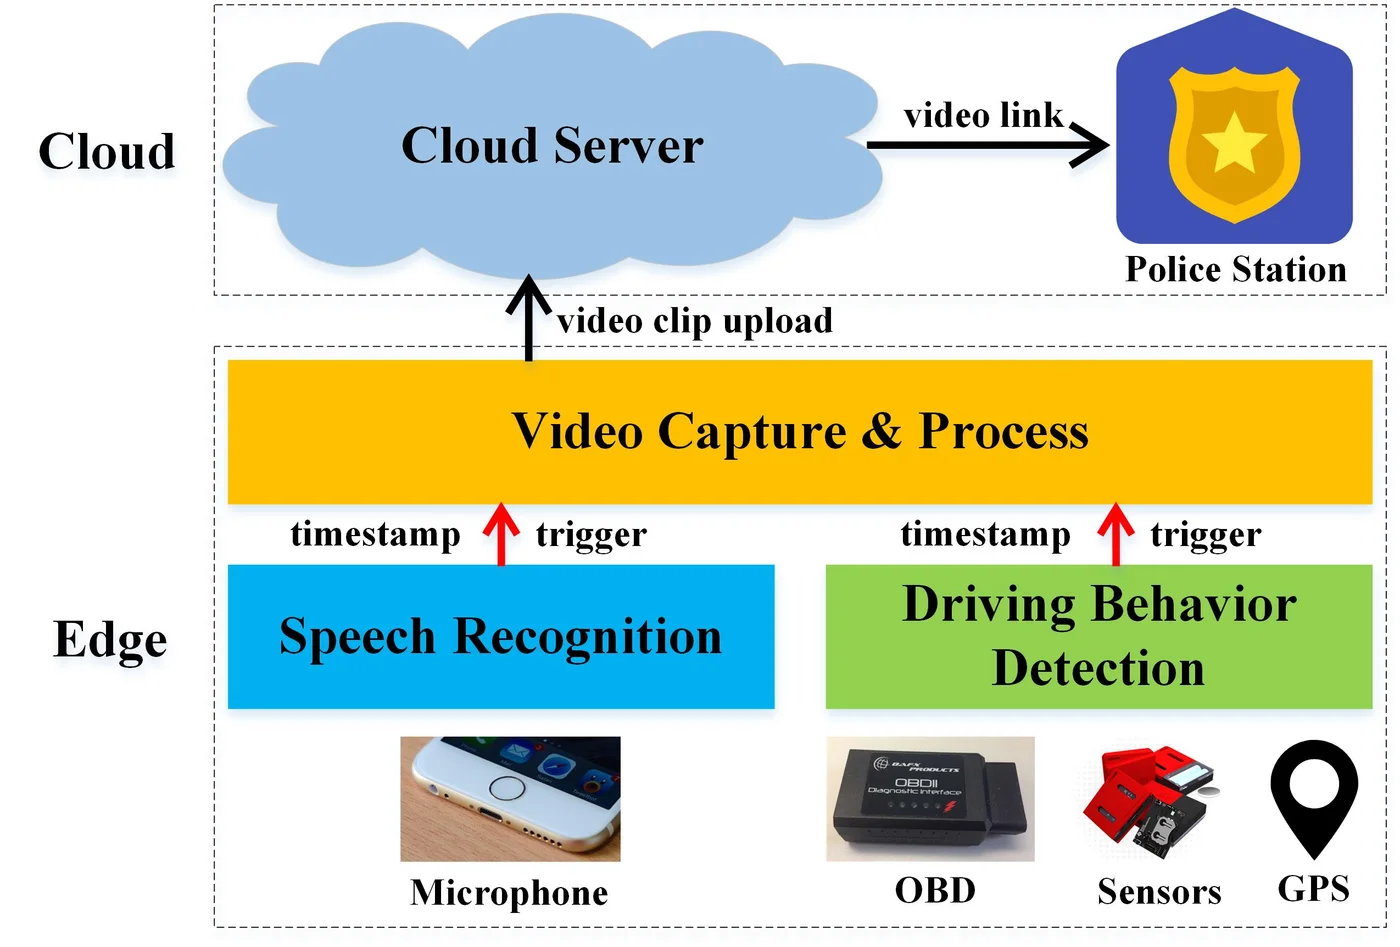 Cloud
Cloud Server
video link
Police Station
video clip upload
Video Capture & Process
timestamp
trigger
timestamp
trigger
Edge
Speech Recognition
Driving Behavior
Detection
BAFX
PRODUCTS
OBDII
Diagnostic Interface
Microphone
OBD
Sensors
GPS